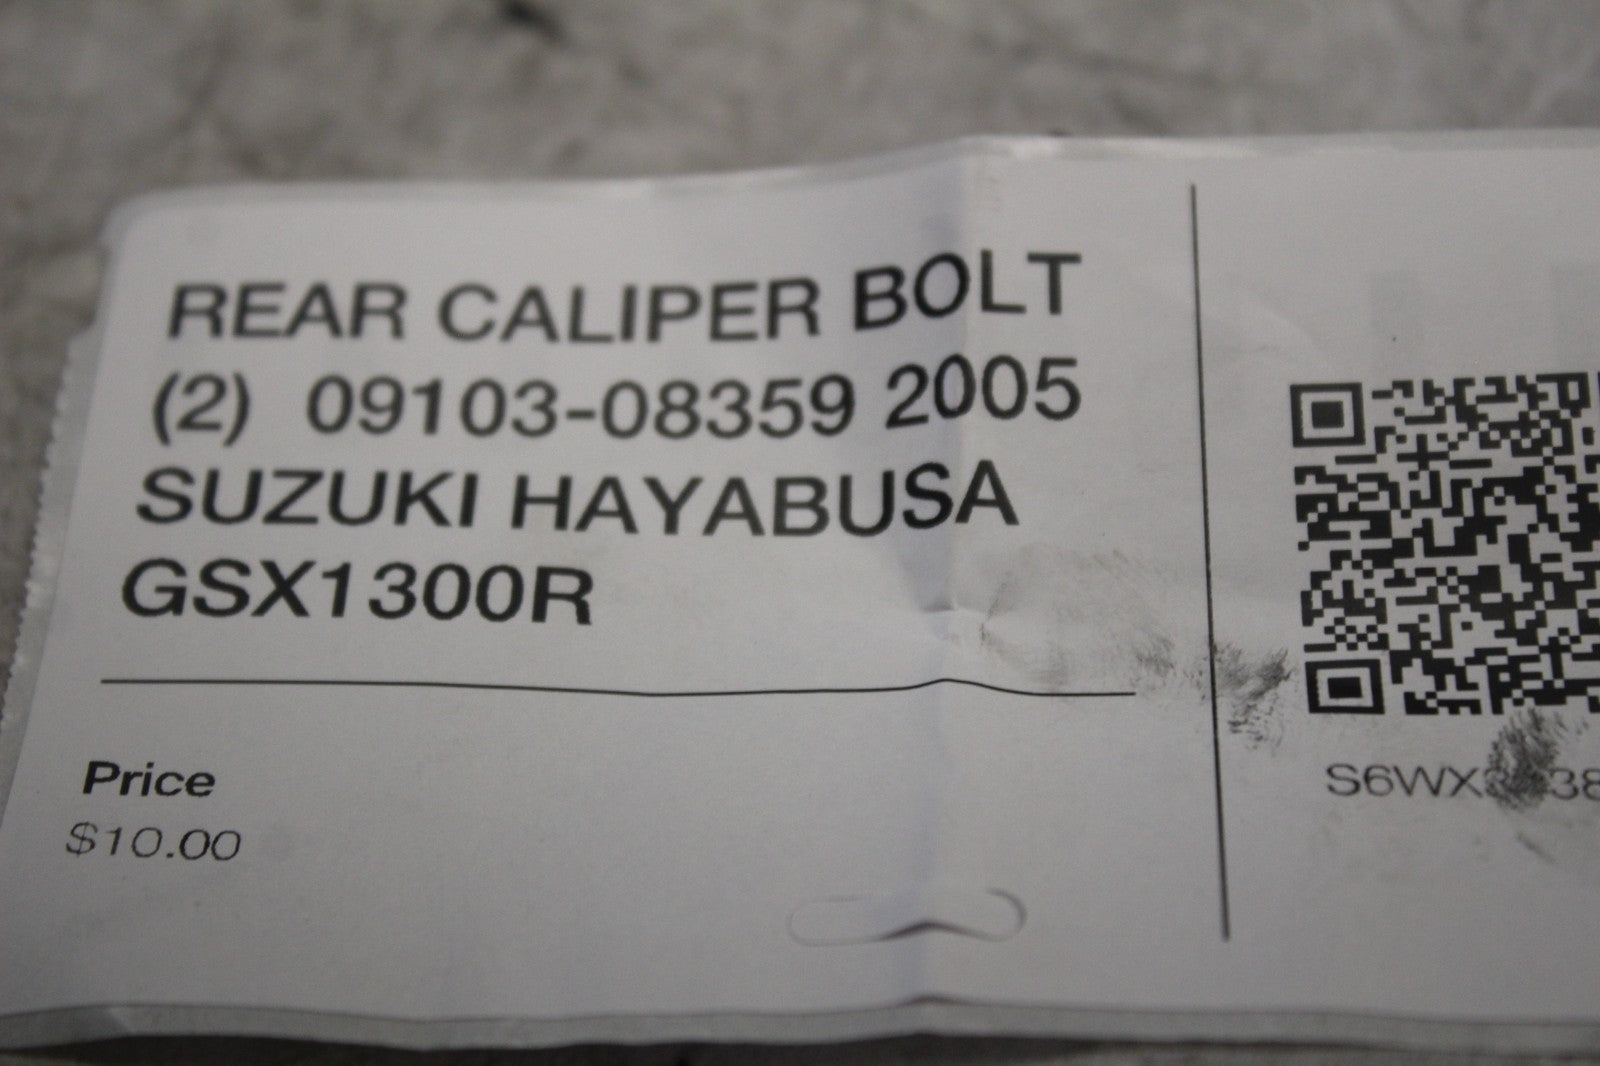 REAR CALIPER BOLT
(2) 09103-08359 2005
SUZUKI HAYABUSA
GSX1300R
Price
$10.00